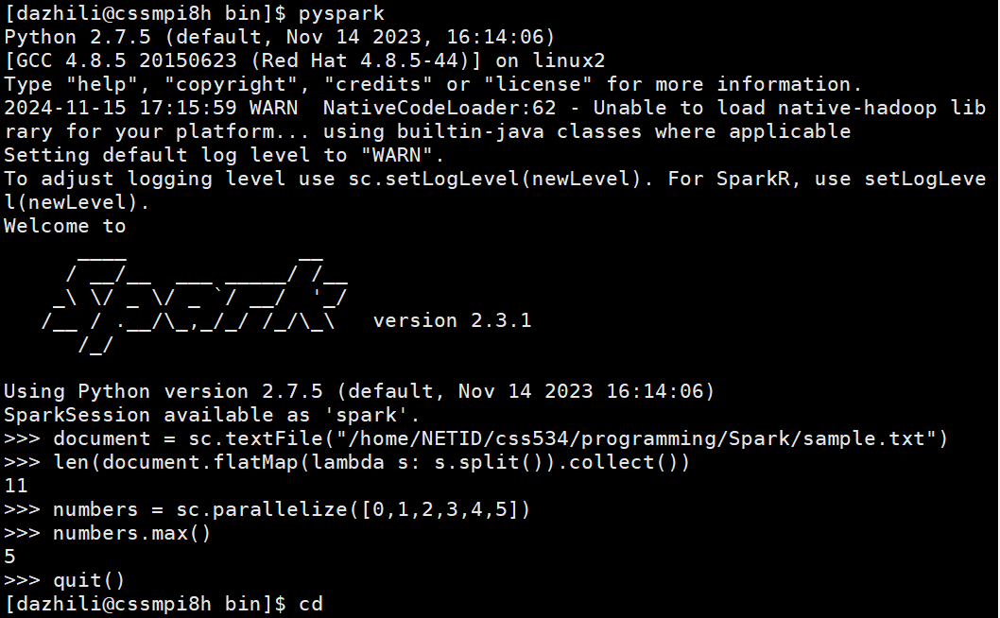 [dazhili@cssmpi8h bin]$ pyspark
Python 2.7.5 (default, Nov 14 2023, 16:14:06)
[GCC 4.8.5 20150623 (Red Hat 4.8.5-44)] on linux2
Type "help", "copyright", "credits" or "license" for more information.
2024-11-15 17:15:59 WARN  NativeCodeLoader:62 - Unable to load native-hadoop lib
rary for your platform... using builtin-java classes where applicable
Setting default log level to "WARN".
To adjust logging level use sc.setLogLevel(newLevel). For SparkR, use setLogLeve
l(newLevel).
Welcome to
      ____              __
     / __/__  ___ _____/ /__
    _\ \/ _ \/ _ `/ __/  '_/
   /__ / .__/\_,_/_/ /_/\_\   version 2.3.1
      /_/
Using Python version 2.7.5 (default, Nov 14 2023 16:14:06)
SparkSession available as 'spark'.
>>> document = sc.textFile("/home/NETID/css534/programming/Spark/sample.txt")
>>> len(document.flatMap(lambda s: s.split()).collect())
11
>>> numbers = sc.parallelize([0,1,2,3,4,5])
>>> numbers.max()
5
>>> quit()
[dazhili@cssmpi8h bin]$ cd